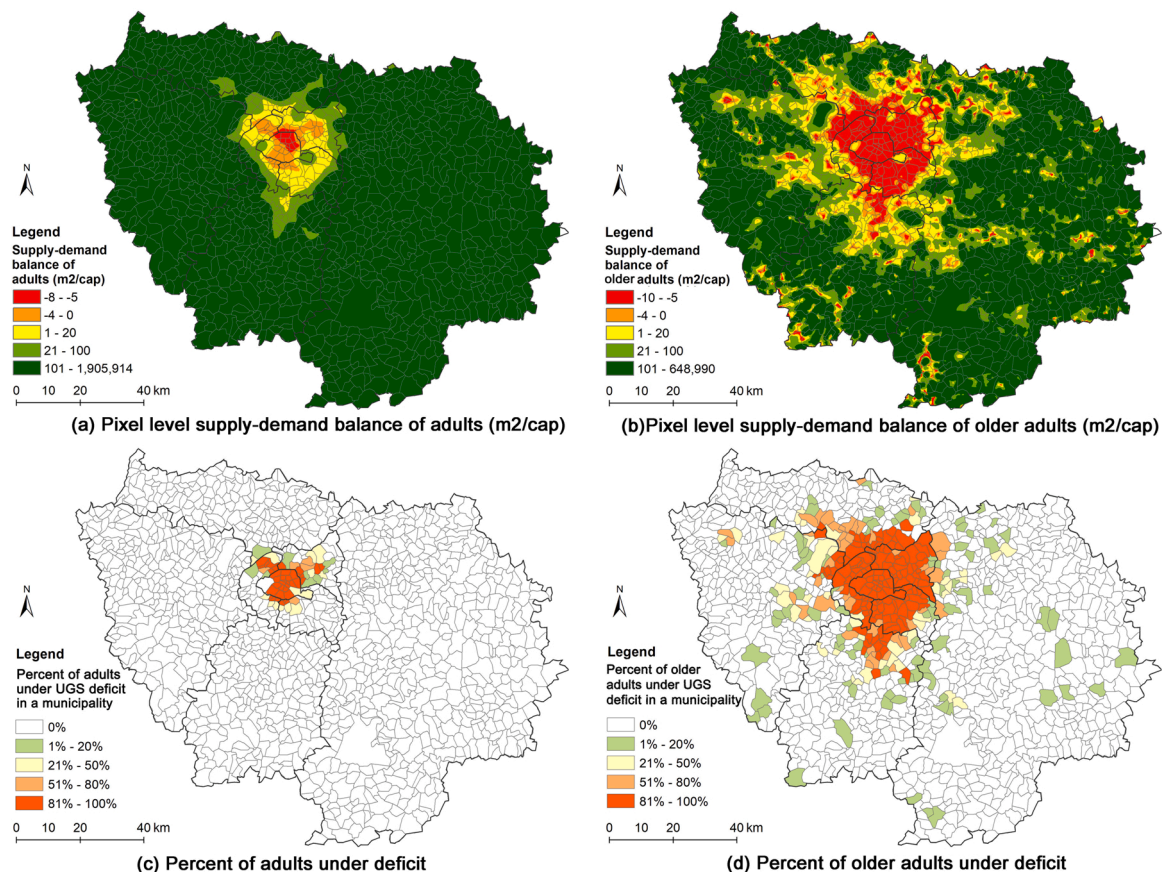 N
Legend
Supply-demand
balance of
adults (m2/cap)
-8 - -5
-4 - 0
1 - 20
21 - 100
101 - 1,905,914
0 10 20 40 km
(a) Pixel level supply-demand balance of adults (m2/cap)
N
Legend
Supply-demand
balance of
older adults (m2/cap)
-10 - -5
-4 - 0
1 - 20
21 - 100
101 - 648,990
0 10 20 40 km
(b)Pixel level supply-demand balance of older adults (m2/cap)
N
Legend
Percent of adults
under UGS deficit
in a municipality
0%
1% - 20%
21% - 50%
51% - 80%
81% - 100%
0 10 20 40 km
(c) Percent of adults under deficit
N
Legend
Percent of older
adults under UGS
deficit in a municipality
0%
1% - 20%
21% - 50%
51% - 80%
81% - 100%
0 10 20 40 km
(d) Percent of older adults under deficit